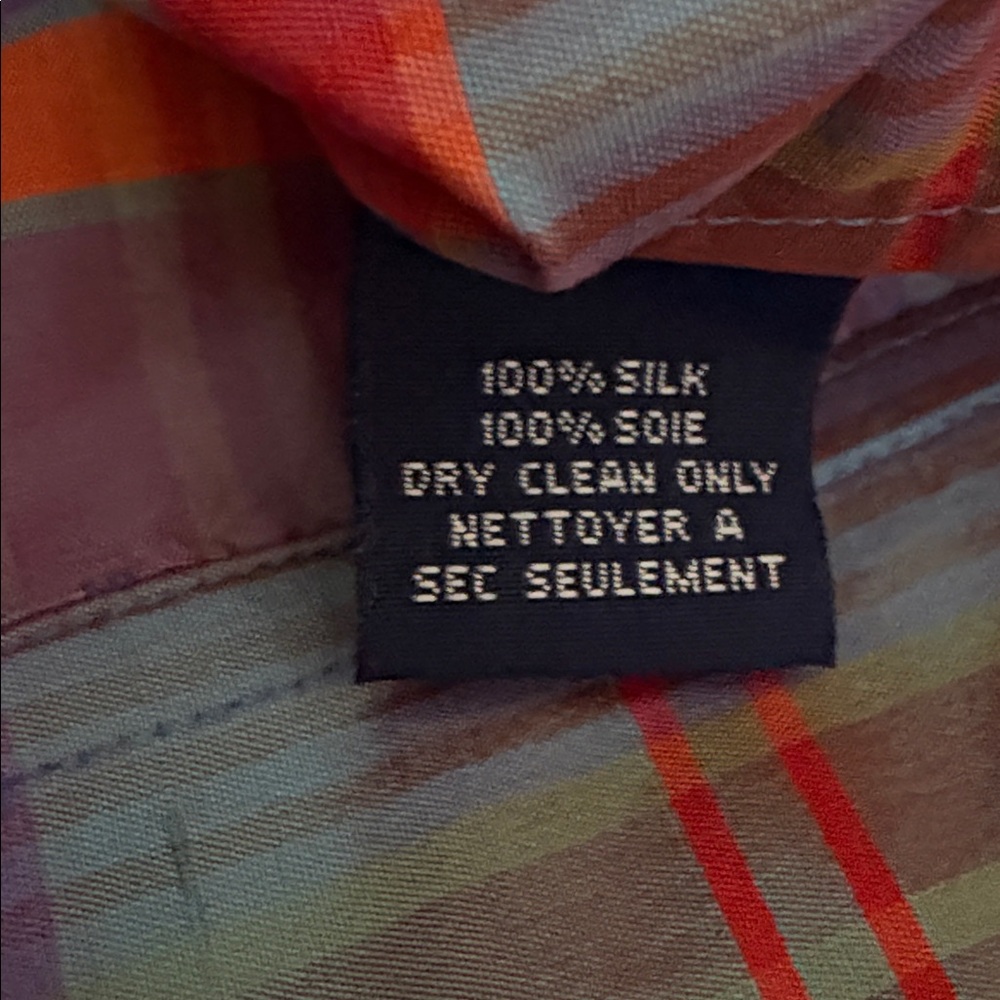 100% SILK
100% SOIE
DRY CLEAN ONLY
NETTOYER A
SEC SEULEMENT